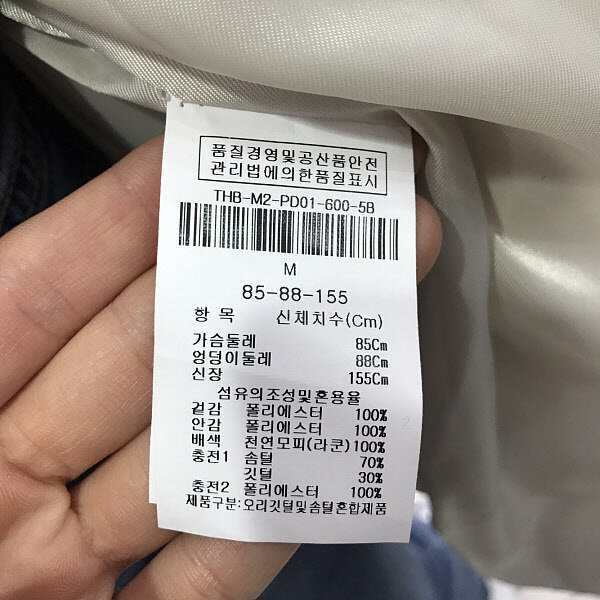 품질경영및공산품안전
관리법에의한품질표시
THB-M2-PD01-600-5B
M
85-88-155
항 목 신체치수(Cm)
가슴둘레 85Cm
엉덩이둘레 88Cm
신장 155Cm
섬유의조성및혼용율
겉감 폴리에스터 100%
안감 폴리에스터 100%
배색 천연모피(라쿤)100%
충전1 솜털 70%
깃털 30%
충전2 폴리에스터 100%
제품구분:오리깃털및솜털혼합제품